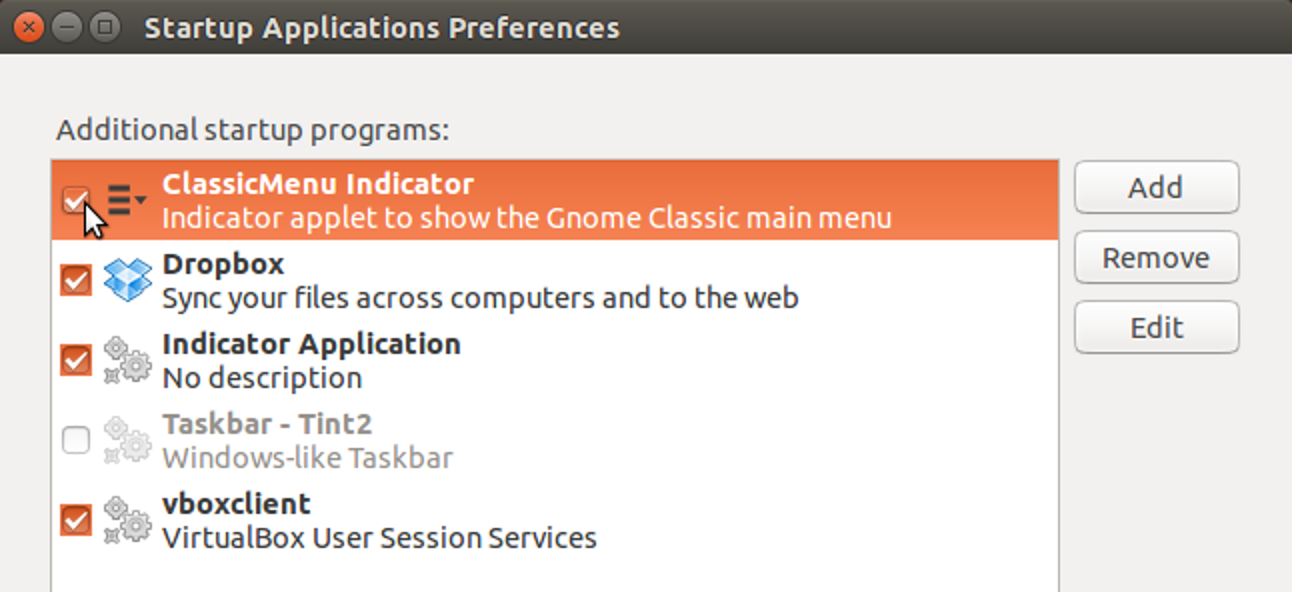 Startup Applications Preferences
Additional startup programs:
ClassicMenu Indicator
Indicator applet to show the Gnome Classic main menu
Dropbox
Sync your files across computers and to the web
Indicator Application
No description
Taskbar - Tint2
Windows-like Taskbar
vboxclient
VirtualBox User Session Services
Add
Remove
Edit